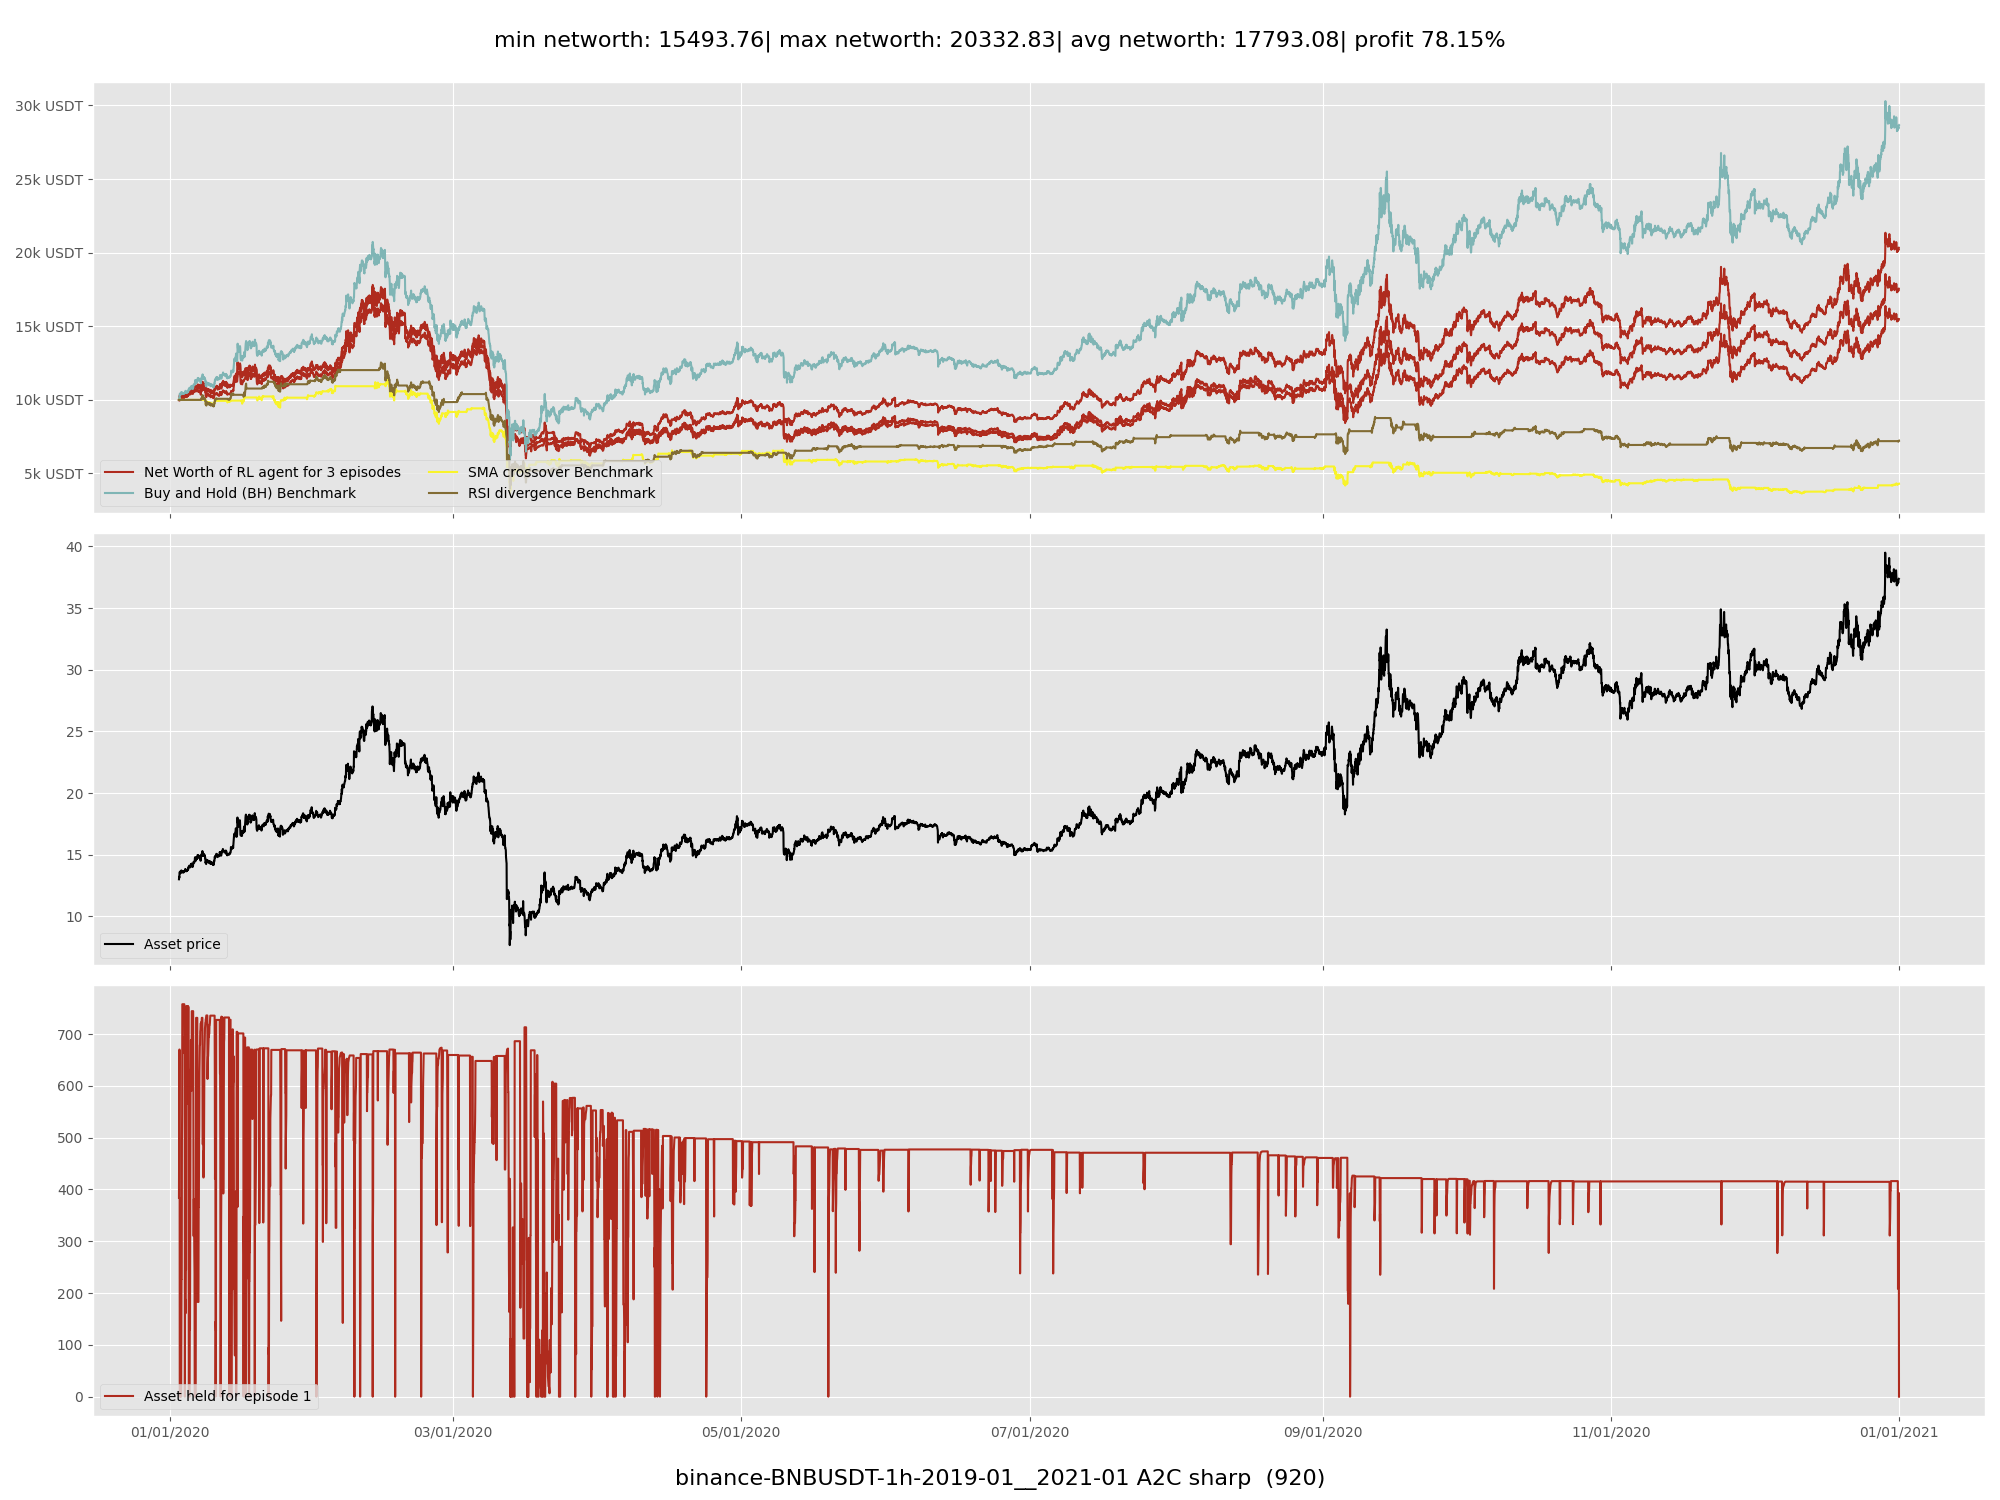 min networth: 15493.76| max networth: 20332.83| avg networth: 17793.08| profit 78.15%
30k USDT
25k USDT
20k USDT
15k USDT
10k USDT
5k USDT
Net Worth of RL agent for 3 episodes
Buy and Hold (BH) Benchmark
SMA crossover Benchmark
RSI divergence Benchmark
40
35
30
25
20
15
10
Asset price
700
600
500
400
300
200
100
0
Asset held for episode 1
01/01/2020 03/01/2020 05/01/2020 07/01/2020 09/01/2020 11/01/2020 01/01/2021
binance-BNBUSDT-1h-2019-01__2021-01 A2C sharp (920)